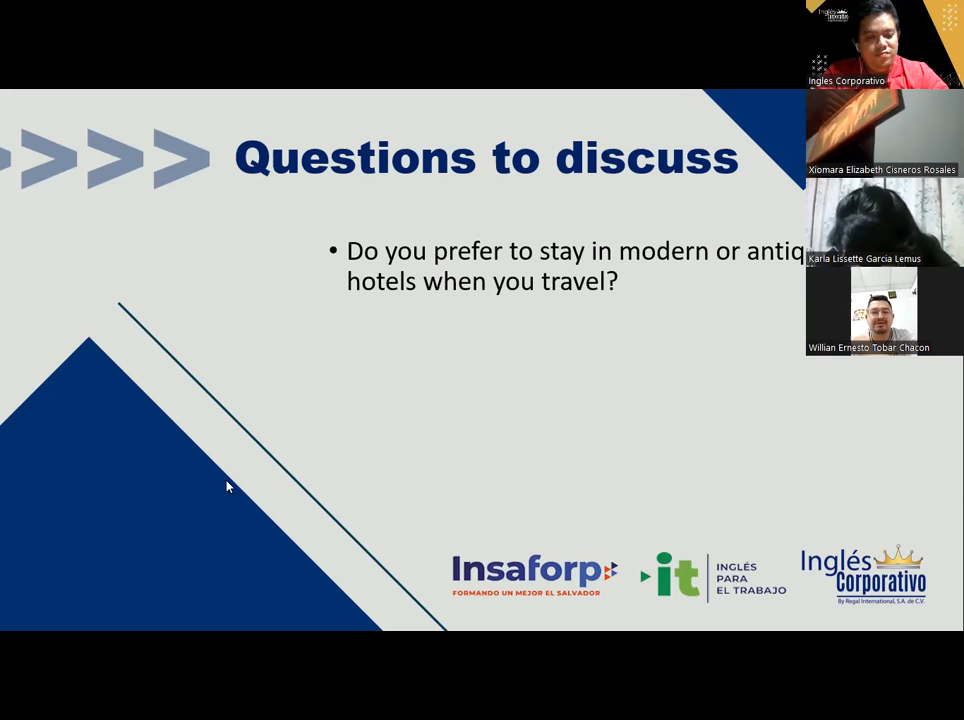 Questions to discuss
• Do you prefer to stay in modern or
hotels when you travel?
Insaforp
FORMANDO UN MEJOR EL SALVADOR
it
INGLÉS
PARA
EL TRABAJO
Inglés
Corporativo
By Regal International, S.A. de C.V.
Inglés
Corporativo
Ingles Corporativo
Xiomara Elizabeth Cisneros Rosales
Karla Lissette Garcia Lemus
Willian Ernesto Tobar Chacon